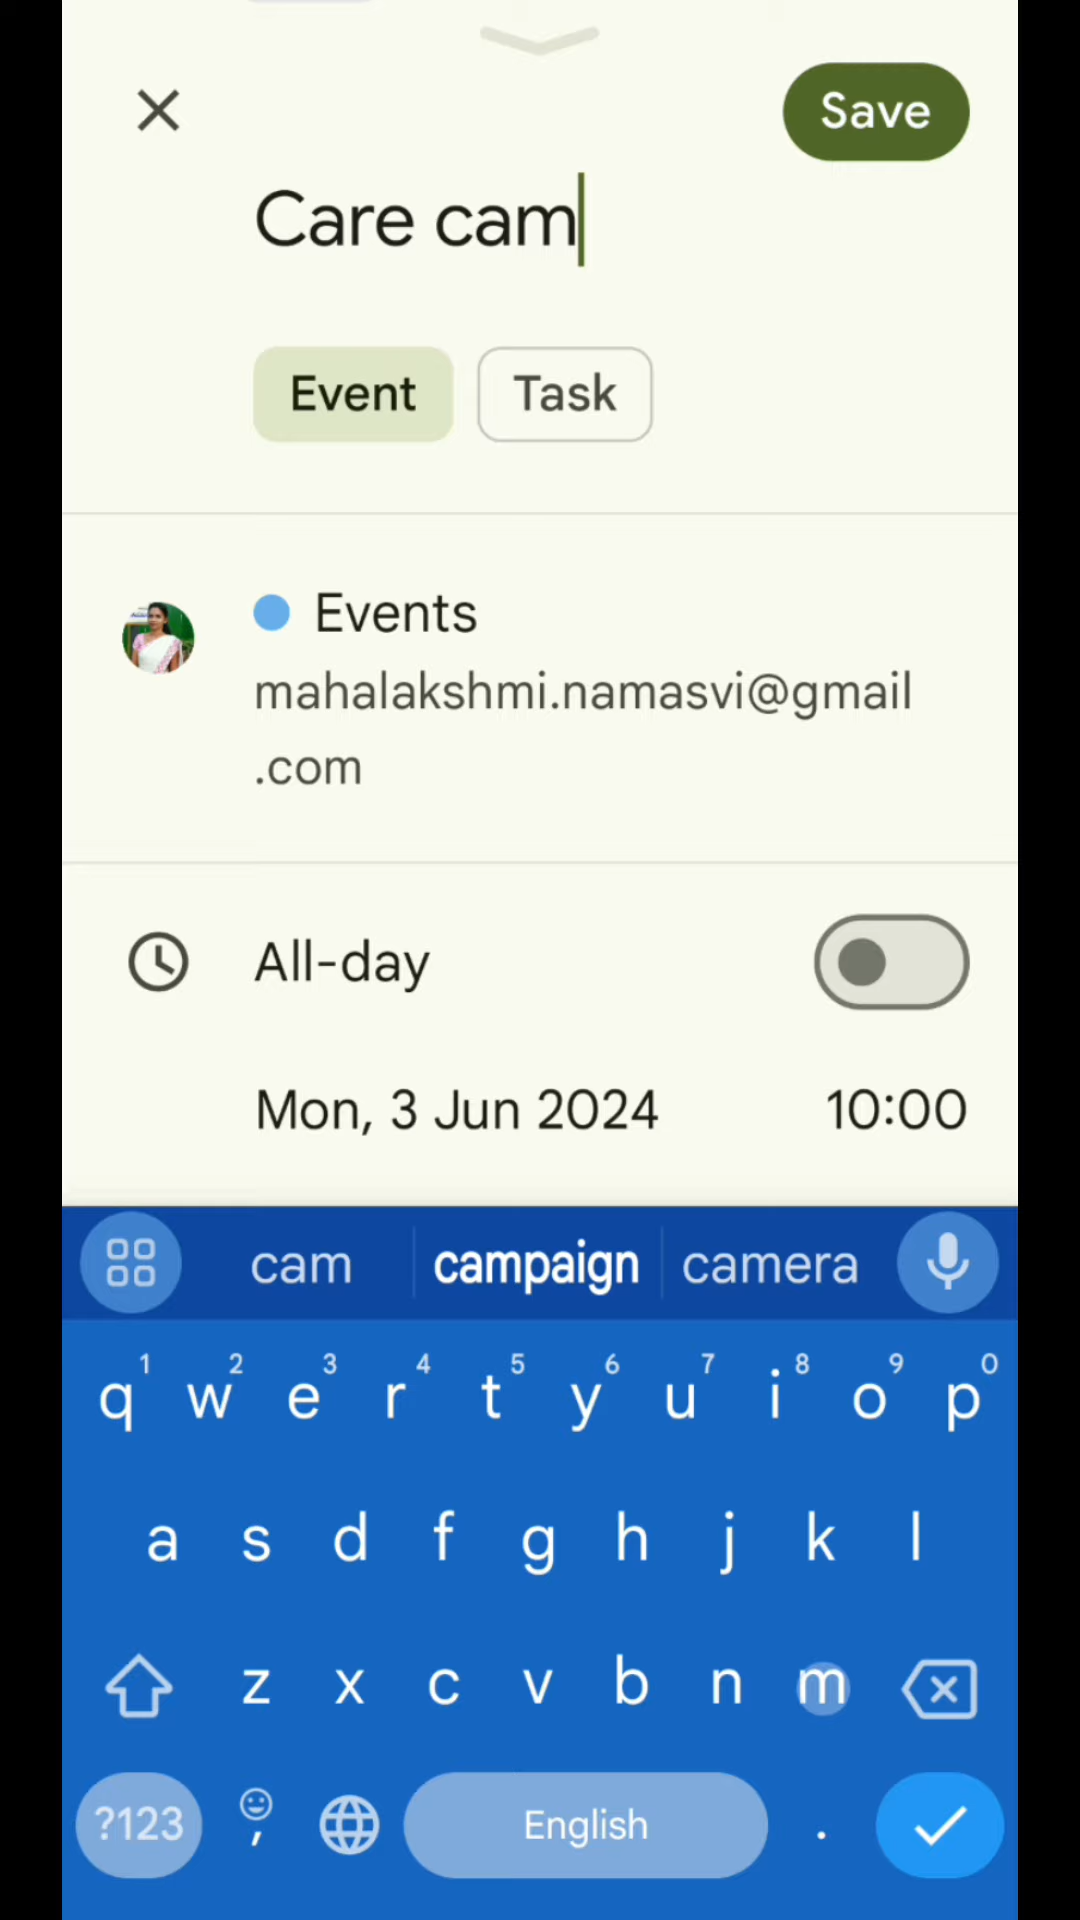 Save
Care cam
Event Task
Events
mahalakshmi.namasvi@gmail
.com
All-day
Mon, 3 Jun 2024 10:00
cam campaign camera
1 2 3 4 5 6 7 8 9 0
q w e r t y u i o p
a s d f g h j k l
z x c v b n m
?123 , English .